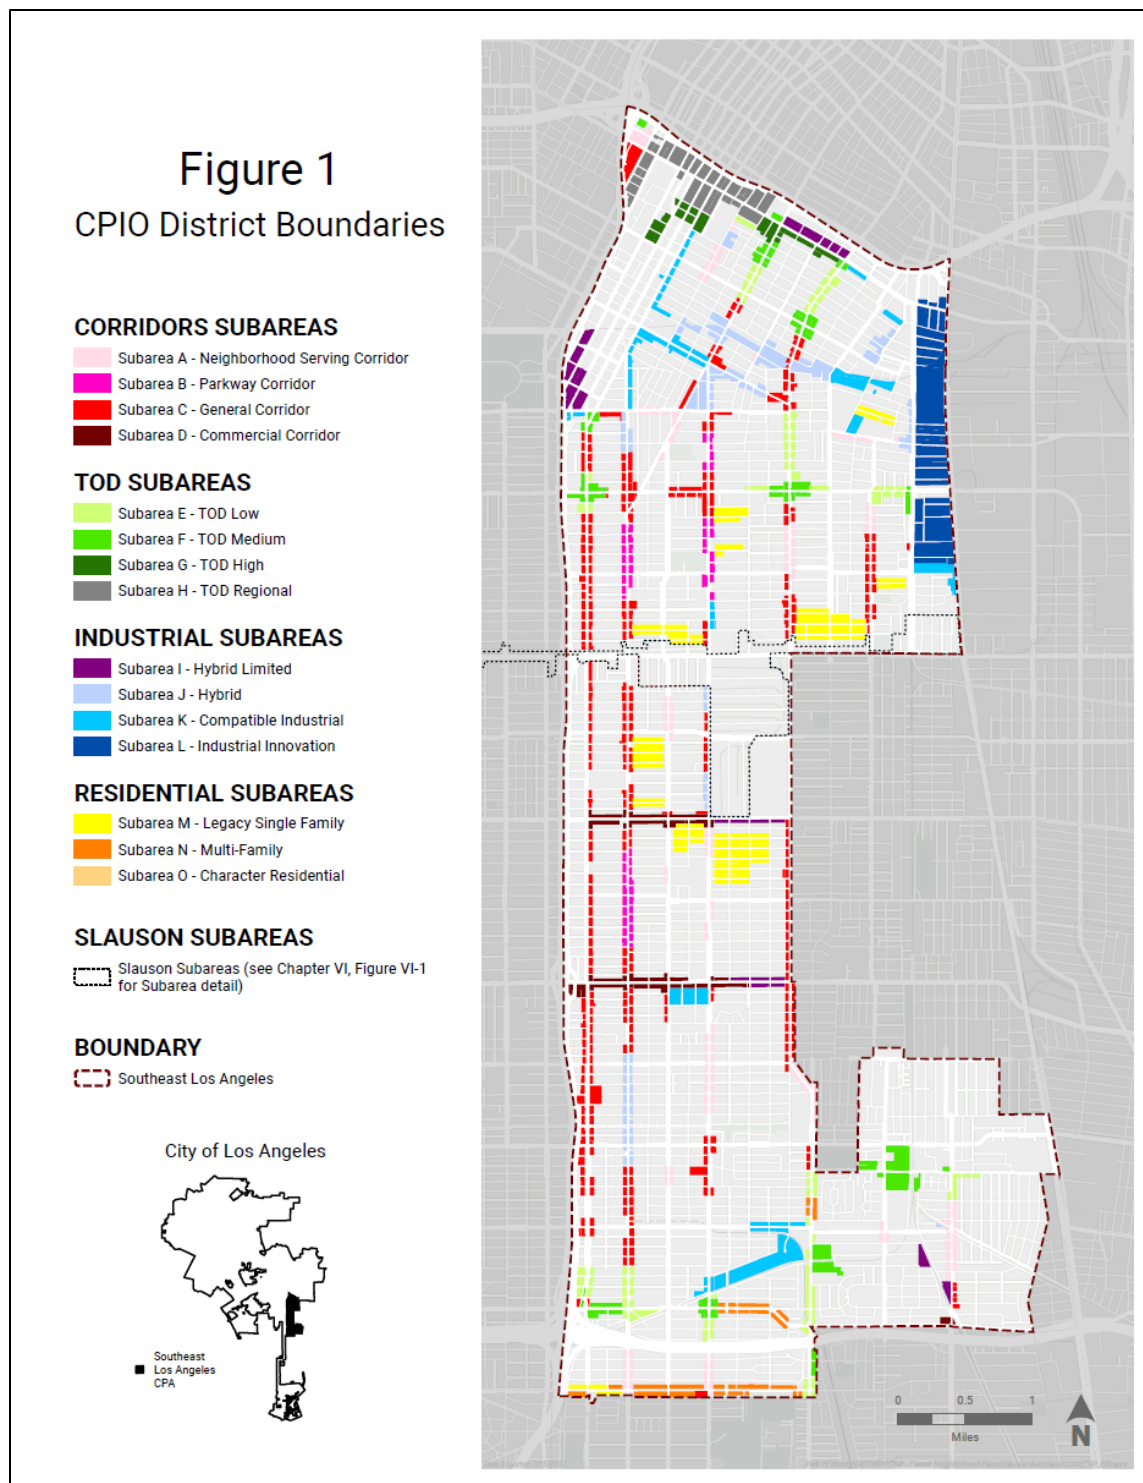 Figure 1
CPIO District Boundaries
CORRIDORS SUBAREAS
Subarea A - Neighborhood Serving Corridor
Subarea B - Parkway Corridor
Subarea C - General Corridor
Subarea D - Commercial Corridor
TOD SUBAREAS
Subarea E - TOD Low
Subarea F - TOD Medium
Subarea G - TOD High
Subarea H - TOD Regional
INDUSTRIAL SUBAREAS
Subarea I - Hybrid Limited
Subarea J - Hybrid
Subarea K - Compatible Industrial
Subarea L - Industrial Innovation
RESIDENTIAL SUBAREAS
Subarea M - Legacy Single Family
Subarea N - Multi-Family
Subarea O - Character Residential
SLAUSON SUBAREAS
Slauson Subareas (see Chapter VI, Figure VI-1
for Subarea detail)
BOUNDARY
Southeast Los Angeles
City of Los Angeles
Southeast
Los Angeles
CPA
0 0.5 1
Miles
N